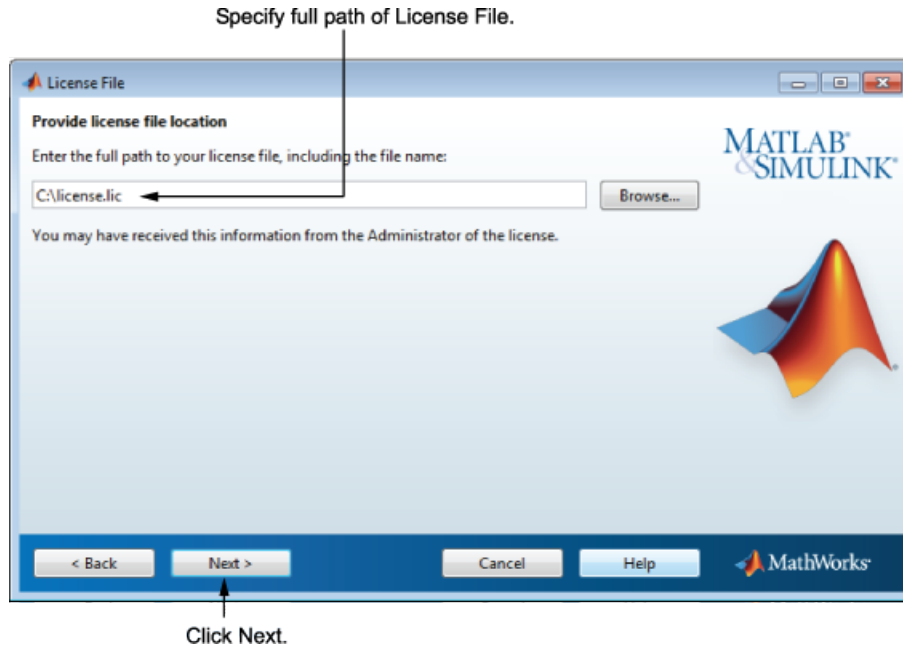 Specify full path of License File.
License File
Provide license file location
Enter the full path to your license file, including the file name:
C:\license.lic
Browse...
You may have received this information from the Administrator of the license.
MATLAB®
&SIMULINK®
< Back
Next >
Cancel
Help
MathWorks®
Click Next.